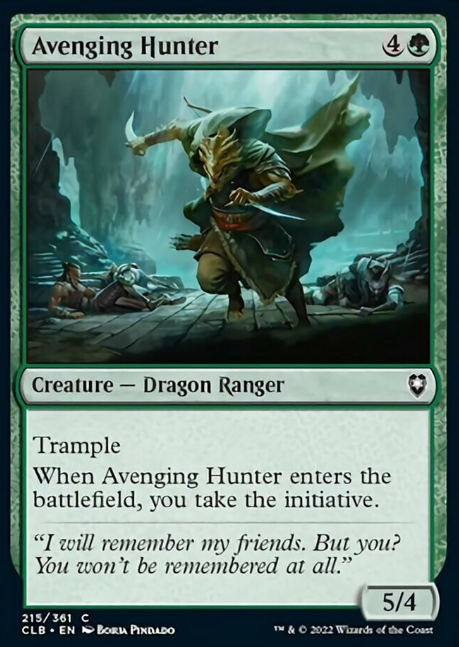 Avenging Hunter 4
Creature — Dragon Ranger
Trample
When Avenging Hunter enters the
battlefield, you take the initiative.
“I will remember my friends. But you?
You won’t be remembered at all.”
5/4
215/361 C
CLB • EN Borja Pindado
™ & © 2022 Wizards of the Coast